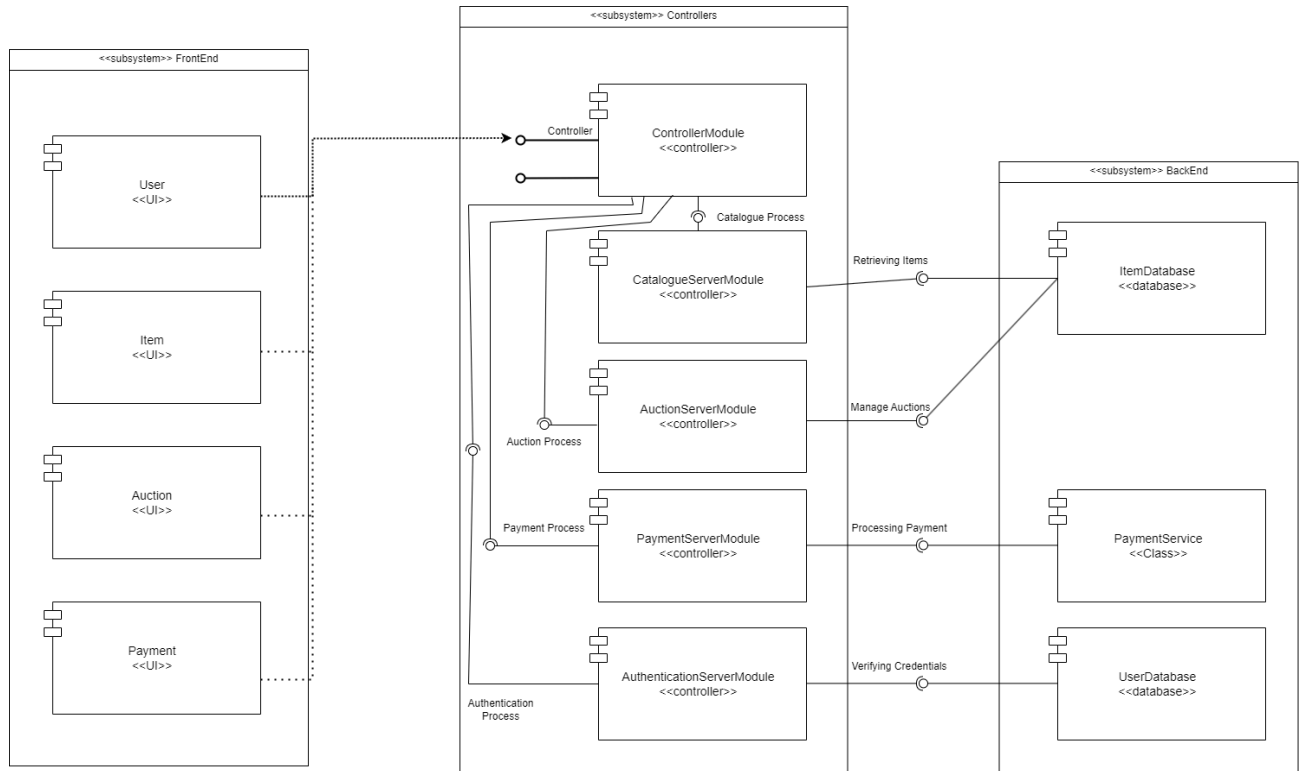 <<subsystem>> FrontEnd
User
<<UI>>
Item
<<UI>>
Auction
<<UI>>
Payment
<<UI>>
<<subsystem>> Controllers
Controller
ControllerModule
<<controller>>
Catalogue Process
CatalogueServerModule
<<controller>>
AuctionServerModule
<<controller>>
Auction Process
Payment Process
PaymentServerModule
<<controller>>
AuthenticationServerModule
<<controller>>
Authentication
Process
Retrieving Items
Manage Auctions
Processing Payment
Verifying Credentials
<<subsystem>> BackEnd
ItemDatabase
<<database>>
PaymentService
<<Class>>
UserDatabase
<<database>>